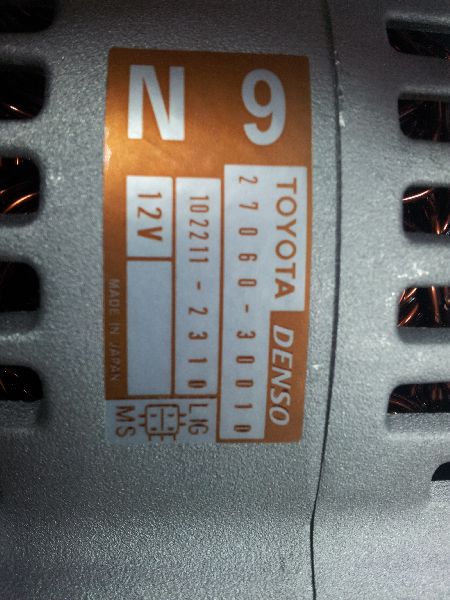 N 9
TOYOTA DENSO
27060-30010
102211-2310
12V
MADE IN JAPAN
L IG
M S